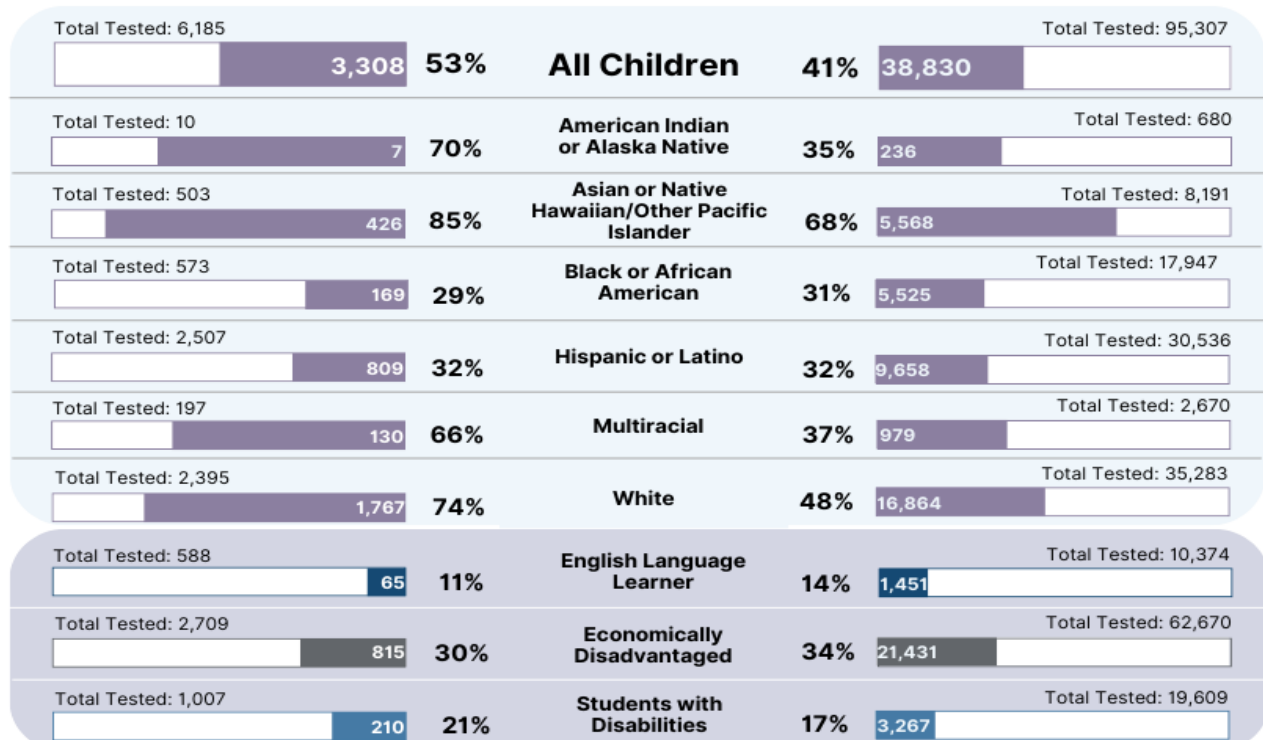 Total Tested: 6,185
Total Tested: 95,307
3,308
53%
All Children
41%
38,830
Total Tested: 10
Total Tested: 680
7
70%
American Indian
or Alaska Native
35%
236
Total Tested: 503
Total Tested: 8,191
426
85%
Asian or Native
Hawaiian/Other Pacific
Islander
68%
5,568
Total Tested: 573
Total Tested: 17,947
169
29%
Black or African
American
31%
5,525
Total Tested: 2,507
Total Tested: 30,536
809
32%
Hispanic or Latino
32%
9,658
Total Tested: 197
Total Tested: 2,670
130
66%
Multiracial
37%
979
Total Tested: 2,395
Total Tested: 35,283
1,767
74%
White
48%
16,864
Total Tested: 588
Total Tested: 10,374
65
11%
English Language
Learner
14%
1,451
Total Tested: 2,709
Total Tested: 62,670
815
30%
Economically
Disadvantaged
34%
21,431
Total Tested: 1,007
Total Tested: 19,609
210
21%
Students with
Disabilities
17%
3,267